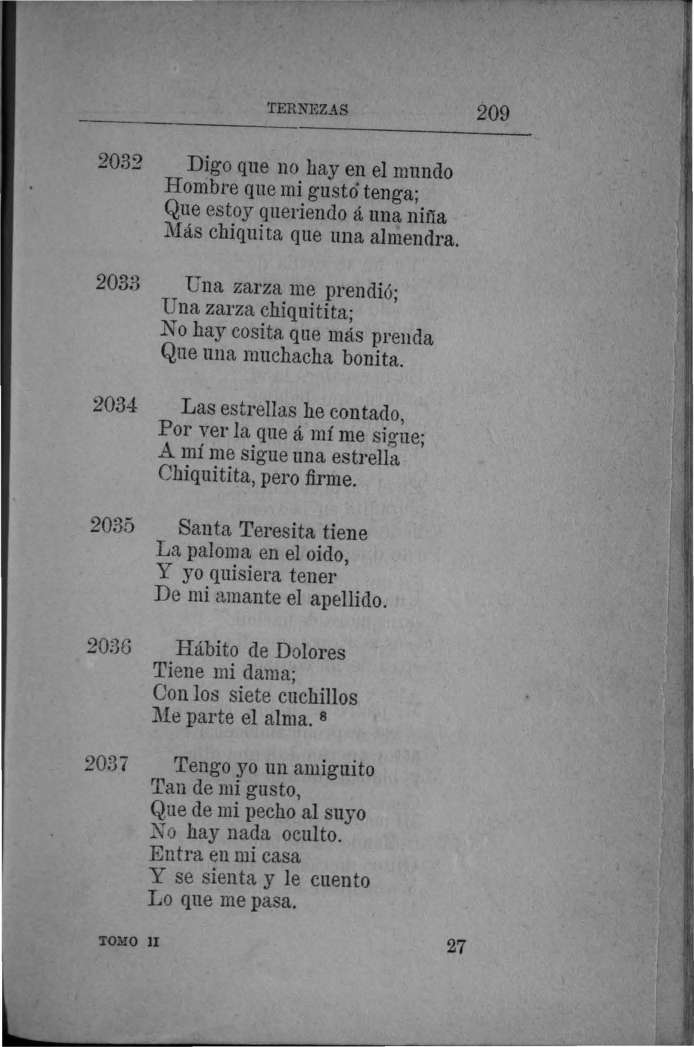 TERNEZAS 209
2032 Digo que no hay en el mundo
Hombre que mi gusto tenga;
Que estoy queriendo á una niña
Más chiquita que una almendra.
2033 Una zarza me prendió;
Una zarza chiquitita;
No hay cosita que más prenda
Que una muchacha bonita.
2034 Las estrellas he contado,
Por ver la que á mí me sigue;
A mí me sigue una estrella
Chiquitita, pero firme.
2035 Santa Teresita tiene
La paloma en el oido,
Y yo quisiera tener
De mi amante el apellido.
2036 Hábito de Dolores
Tiene mi dama;
Con los siete cuchillos
Me parte el alma. 8
2037 Tengo yo un amiguito
Tan de mi gusto,
Que de mi pecho al suyo
No hay nada oculto.
Entra en mi casa
Y se sienta y le cuento
Lo que me pasa.
TOMO II 27